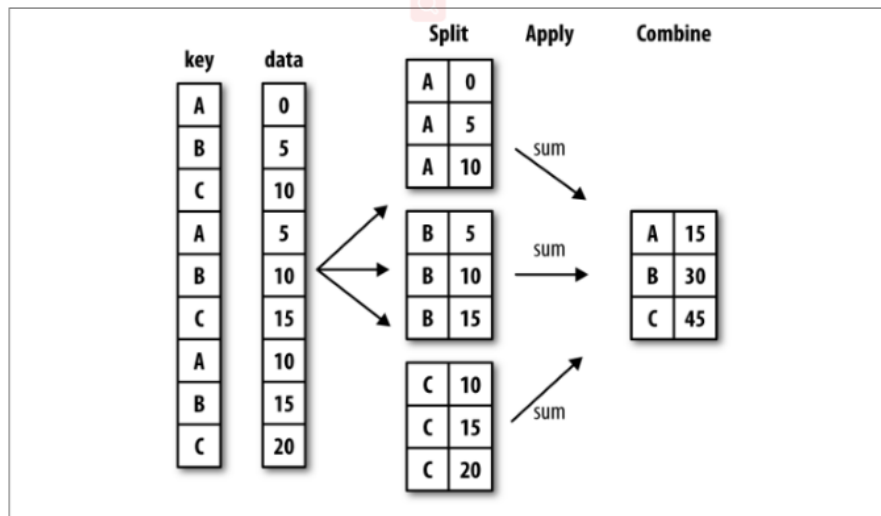 Split Apply Combine
key data
A 0
B 5
C 10
A 5
B 10
C 15
A 10
B 15
C 20
A 0
A 5
A 10
B 5
B 10
B 15
C 10
C 15
C 20
sum
sum
sum
A 15
B 30
C 45